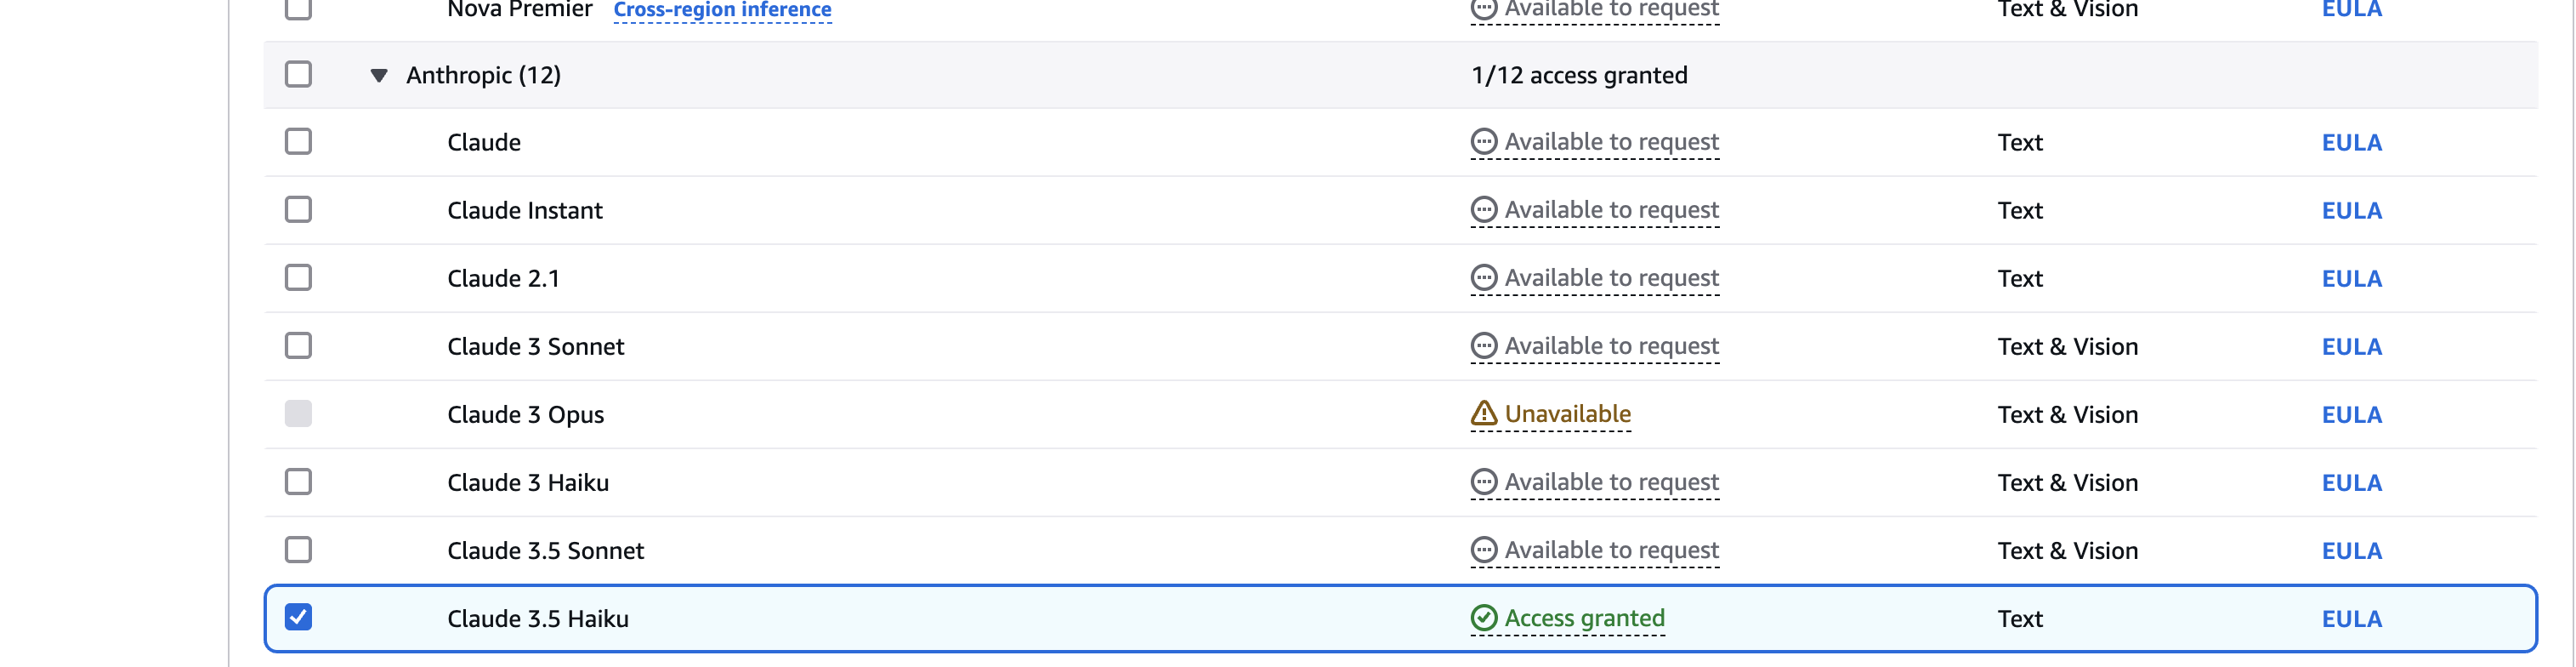 Nova Premier Cross-region inference Available to request Text & Vision EULA
Anthropic (12) 1/12 access granted
Claude Available to request Text EULA
Claude Instant Available to request Text EULA
Claude 2.1 Available to request Text EULA
Claude 3 Sonnet Available to request Text & Vision EULA
Claude 3 Opus Unavailable Text & Vision EULA
Claude 3 Haiku Available to request Text & Vision EULA
Claude 3.5 Sonnet Available to request Text & Vision EULA
Claude 3.5 Haiku Access granted Text EULA